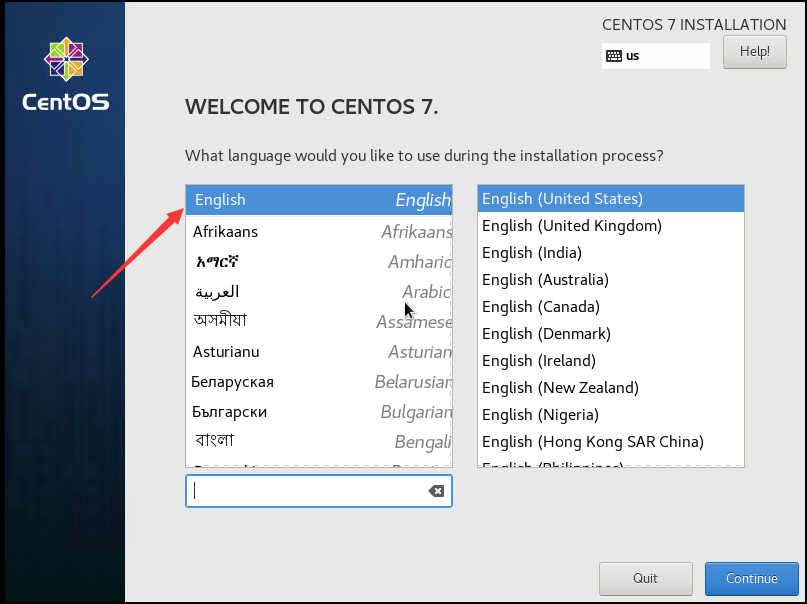 CentOS
CENTOS 7 INSTALLATION
us
Help!
WELCOME TO CENTOS 7.
What language would you like to use during the installation process?
English English
Afrikaans Afrikaans
አማርኛ Amharic
العربية Arabic
অসমীয়া Assamese
Asturianu Asturian
Беларуская Belarusian
Български Bulgarian
বাংলা Bengali
English (United States)
English (United Kingdom)
English (India)
English (Australia)
English (Canada)
English (Denmark)
English (Ireland)
English (New Zealand)
English (Nigeria)
English (Hong Kong SAR China)
English (Philippines)
Quit
Continue